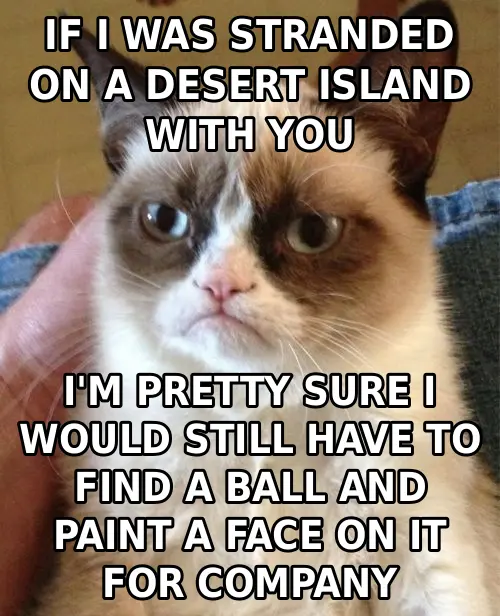 IF I WAS STRANDED
ON A DESERT ISLAND
WITH YOU
I'M PRETTY SURE I
WOULD STILL HAVE TO
FIND A BALL AND
PAINT A FACE ON IT
FOR COMPANY